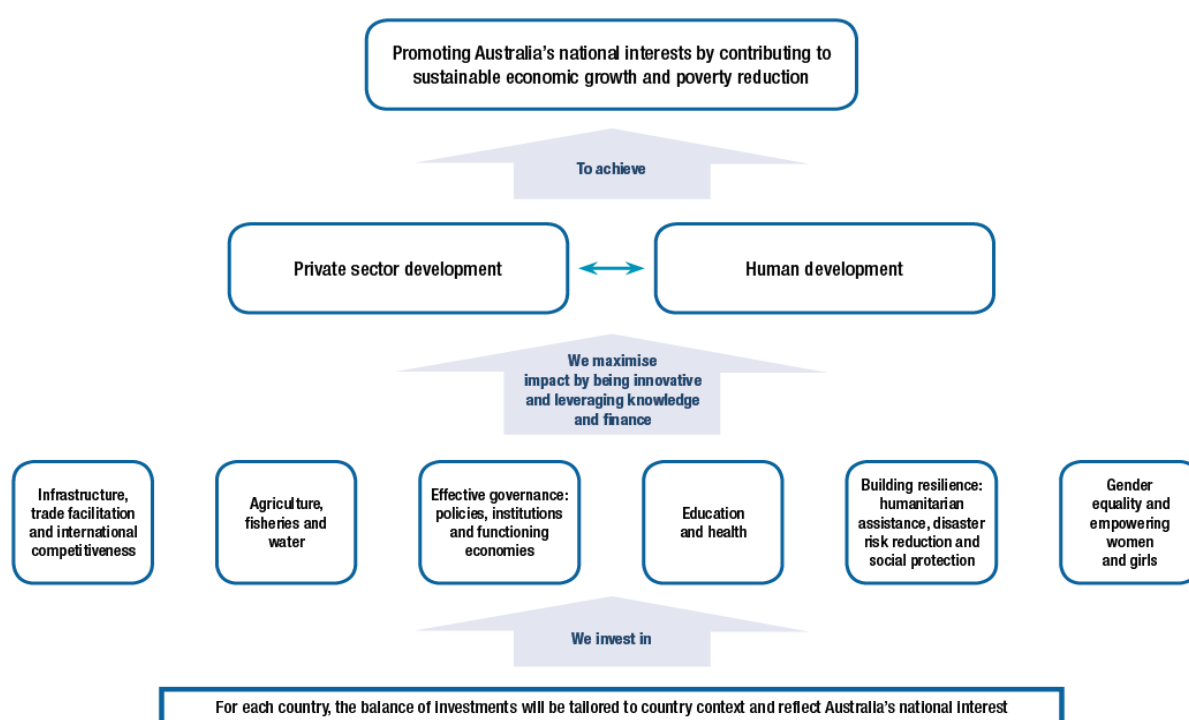 Promoting Australia's national interests by contributing to
sustainable economic growth and poverty reduction
To achieve
Private sector development
Human development
We maximise
impact by being innovative
and leveraging knowledge
and finance
Infrastructure,
trade facilitation
and international
competitiveness
Agriculture,
fisheries and
water
Effective governance:
policies, institutions
and functioning
economies
Education
and health
Building resilience:
humanitarian
assistance, disaster
risk reduction and
social protection
Gender
equality and
empowering
women
and girls
We invest in
For each country, the balance of investments will be tailored to country context and reflect Australia's national interest